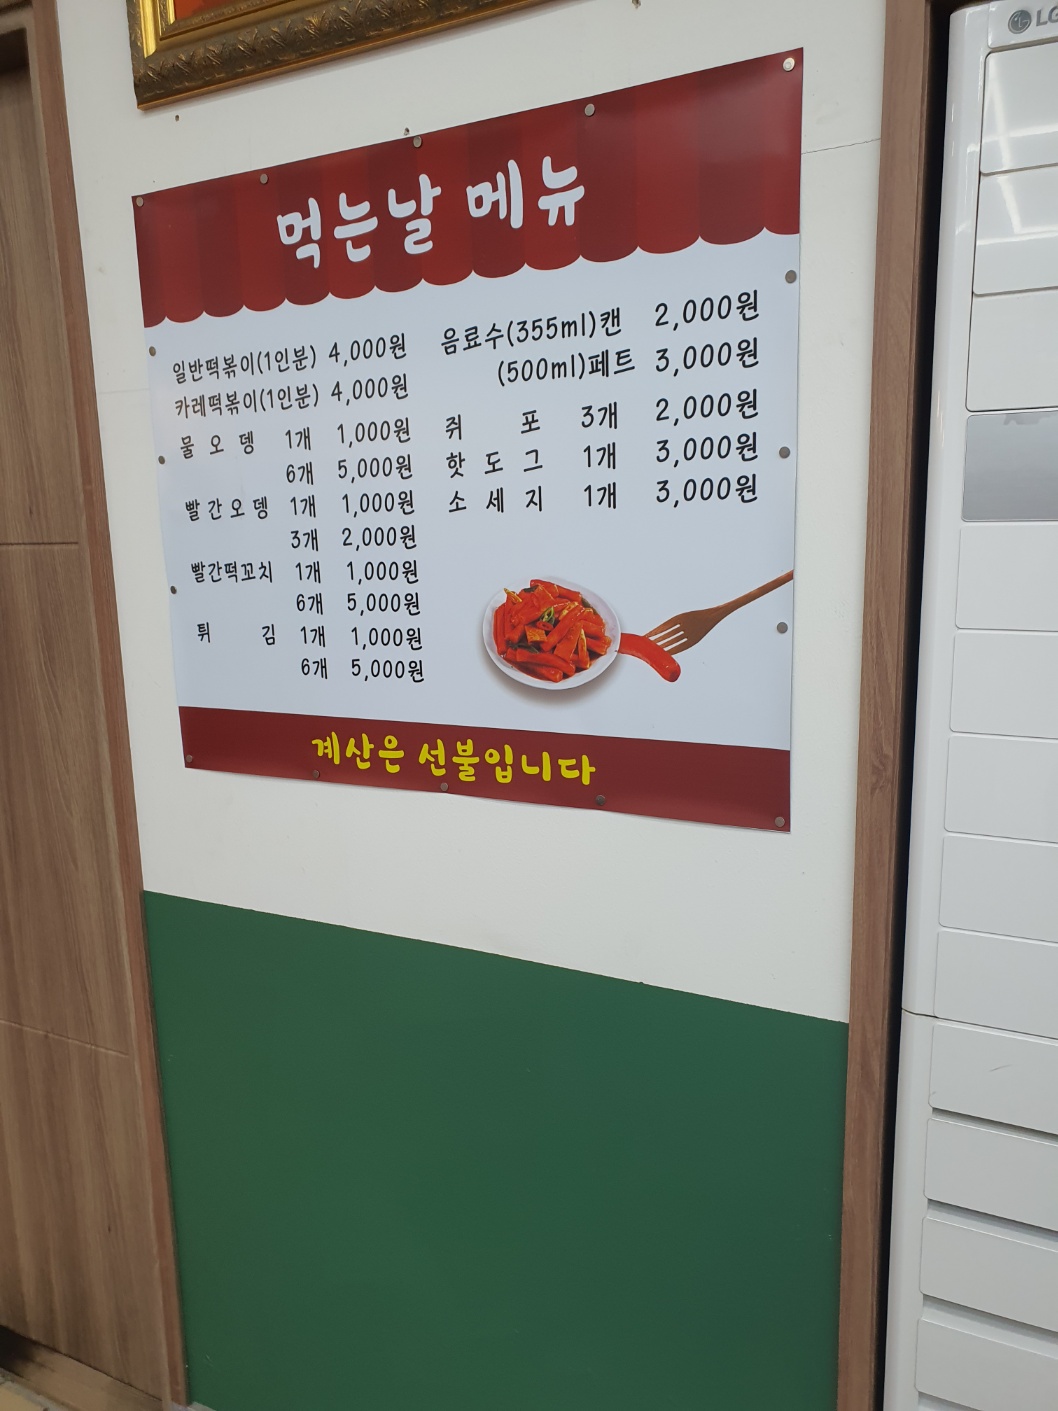 먹는날 메뉴
일반떡볶이(1인분) 4,000원
카레떡볶이(1인분) 4,000원
물오뎅 1개 1,000원
6개 5,000원
빨간오뎅 1개 1,000원
3개 2,000원
빨간떡꼬치 1개 1,000원
6개 5,000원
튀김 1개 1,000원
6개 5,000원
음료수(355ml)캔 2,000원
(500ml)페트 3,000원
쥐포 3개 2,000원
핫도그 1개 3,000원
소세지 1개 3,000원
계산은 선불입니다
LG